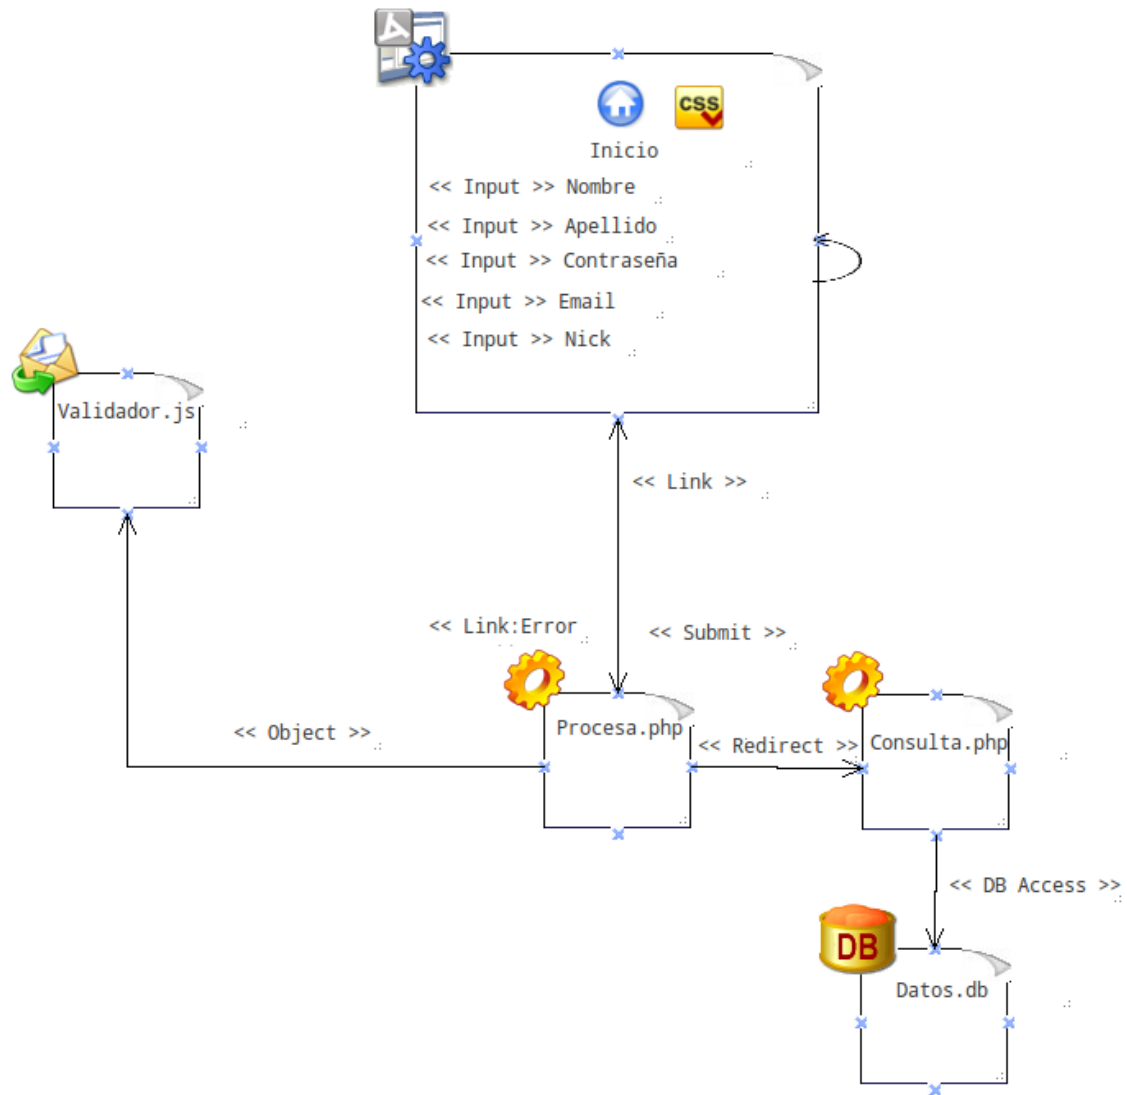 CSS
Inicio
<< Input >> Nombre
<< Input >> Apellido
<< Input >> Contraseña
<< Input >> Email
<< Input >> Nick
Validador.js
<< Link >>
<< Link:Error
<< Submit >>
<< Object >>
Procesa.php
<< Redirect >>
Consulta.php
<< DB Access >>
DB
Datos.db